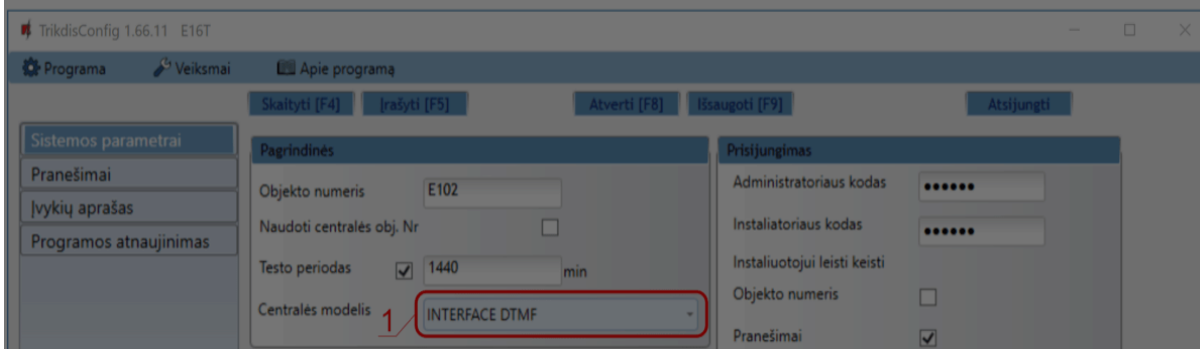 TrikdisConfig 1.66.11 E16T
Programa Veiksmai Apie programą
Skaityti [F4] Įrašyti [F5] Atverti [F8] Išsaugoti [F9] Atsijungti
Sistemos parametrai
Pranešimai
Įvykių aprašas
Programos atnaujinimas
Pagrindinės
Objekto numeris E102
Naudoti centralės obj. Nr
Testo periodas 1440 min
Centralės modelis 1 INTERFACE DTMF
Prisijungimas
Administratoriaus kodas ••••••
Instaliatoriaus kodas ••••••
Instaliuotojui leisti keisti
Objekto numeris
Pranešimai